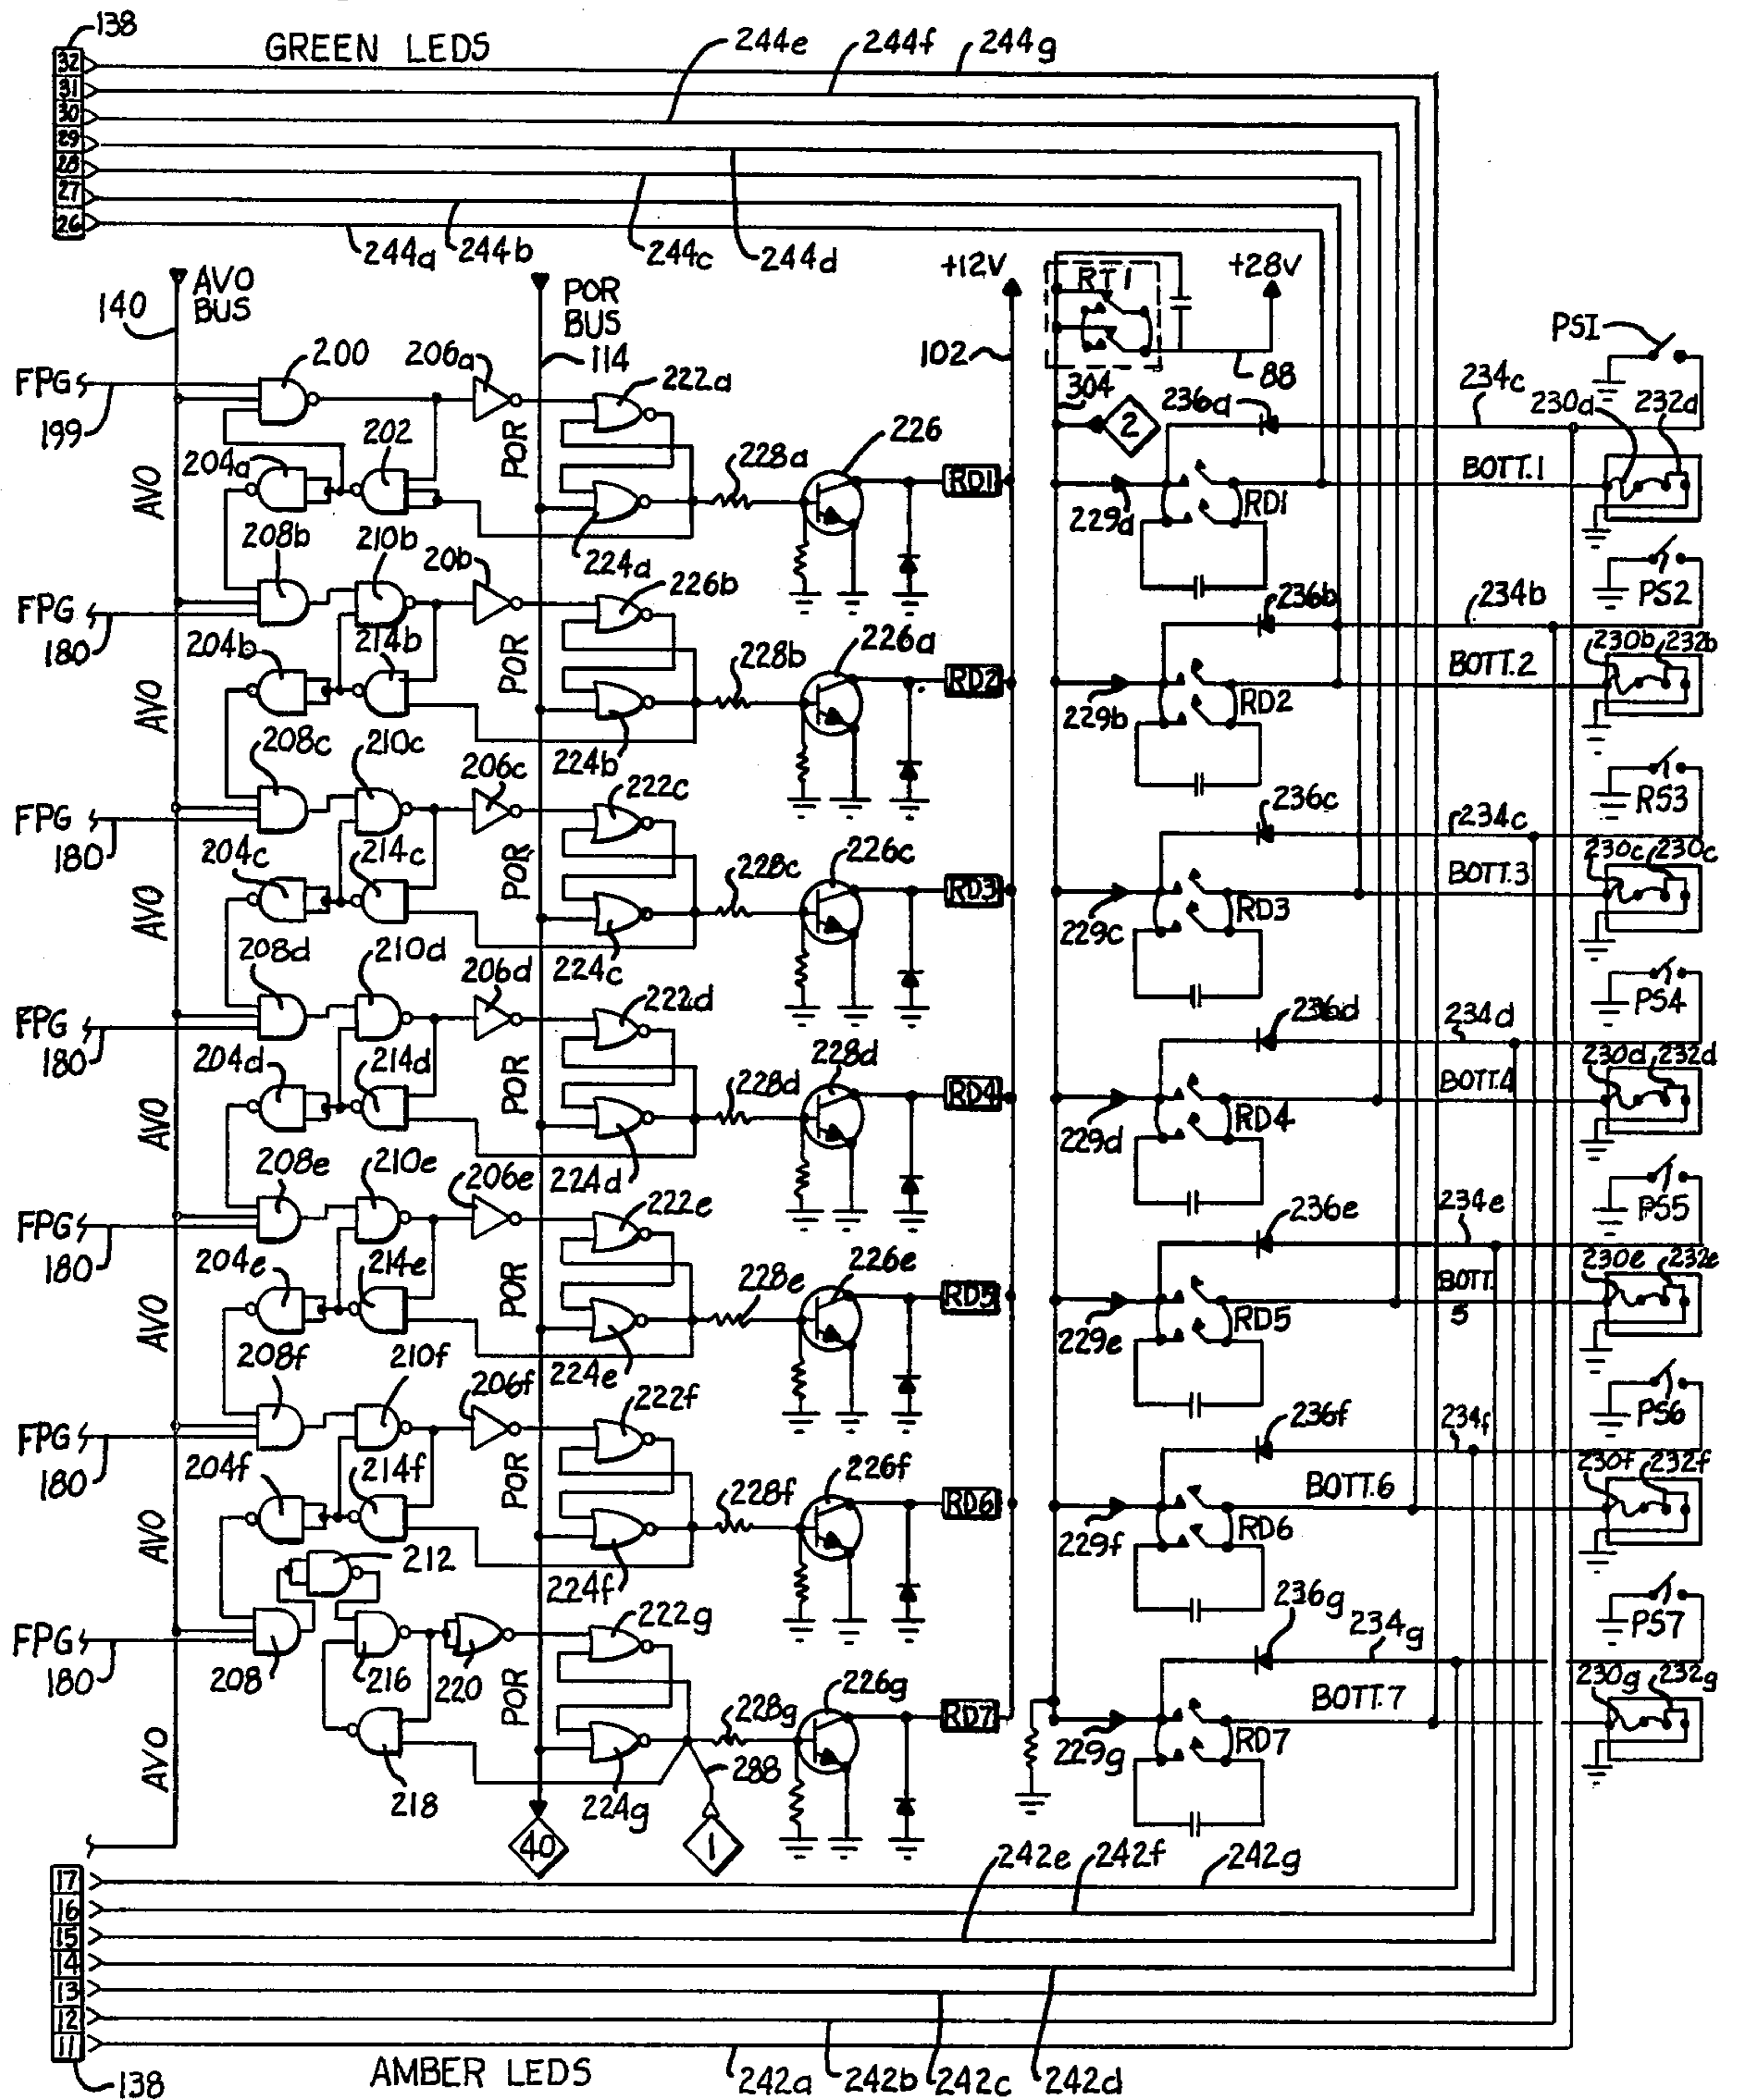 138
GREEN LEDS
244e
244f
244g
32
31
30
29
28
27
26
244a
244b
244c
244d
140
AVO BUS
POR BUS
114
+12V
RT1
+28V
102
304
88
PS1
FPG
199
200
206a
222a
236a
2
234c
230d
232d
AVO
204a
202
POR
228a
226
RD1
229d
RD1
BOTT.1
208b
210b
20b
224a
226b
PS2
FPG
180
204b
214b
POR
228b
226a
RD2
236b
234b
230b
232b
229b
RD2
BOTT.2
AVO
208c
210c
206c
224b
222c
RS3
FPG
180
204c
214c
POR
228c
226c
RD3
236c
234c
230c
230c
229c
RD3
BOTT.3
AVO
208d
210d
206d
224c
222d
PS4
FPG
180
204d
214d
POR
228d
228d
RD4
236d
234d
230d
232d
229d
RD4
BOTT.4
AVO
208e
210e
206e
224d
222e
PS5
FPG
180
204e
214e
POR
228e
226e
RD5
236e
234e
230e
232e
229e
RD5
BOTT.
5
AVO
208f
210f
206f
224e
222f
PS6
FPG
180
204f
214f
POR
228f
226f
RD6
236f
234f
230f
232f
229f
RD6
BOTT.6
AVO
212
224f
222g
PS7
FPG
180
208
216
220
POR
228g
226g
RD7
236g
234g
230g
232g
229g
RD7
BOTT.7
AVO
218
224g
288
40
1
17
16
15
14
13
12
11
242e
242f
242g
138
AMBER LEDS
242a
242b
242c
242d